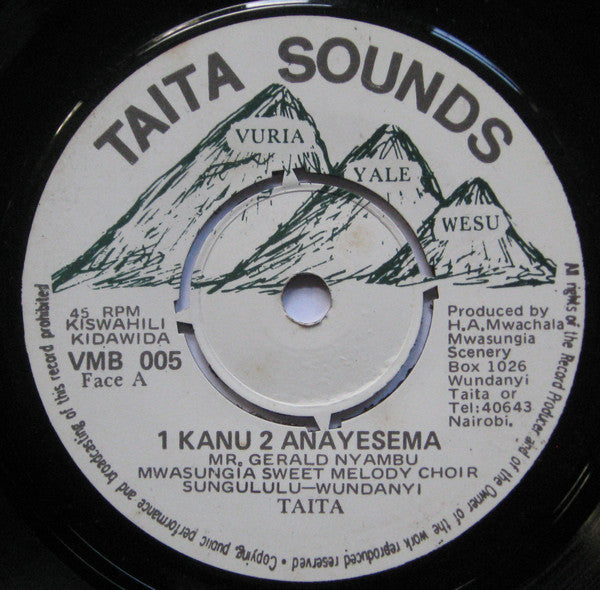 TAITA SOUNDS
VURIA
YALE
WESU
45 RPM
KISWAHILI
KIDAWIDA
VMB 005
Face A
Produced by
H.A.Mwachala
Mwasungia
Scenery
Box 1026
Wundanyi
Taita or
Tel:40643
Nairobi.
1 KANU 2 ANAYESEMA
MR. GERALD NYAMBU
MWASUNGIA SWEET MELODY CHOIR
SUNGULULU—WUNDANYI
TAITA
All rights of the Record Producer and of the Owner of the work reproduced reserved • Copying, public performance and broadcasting of this record prohibited